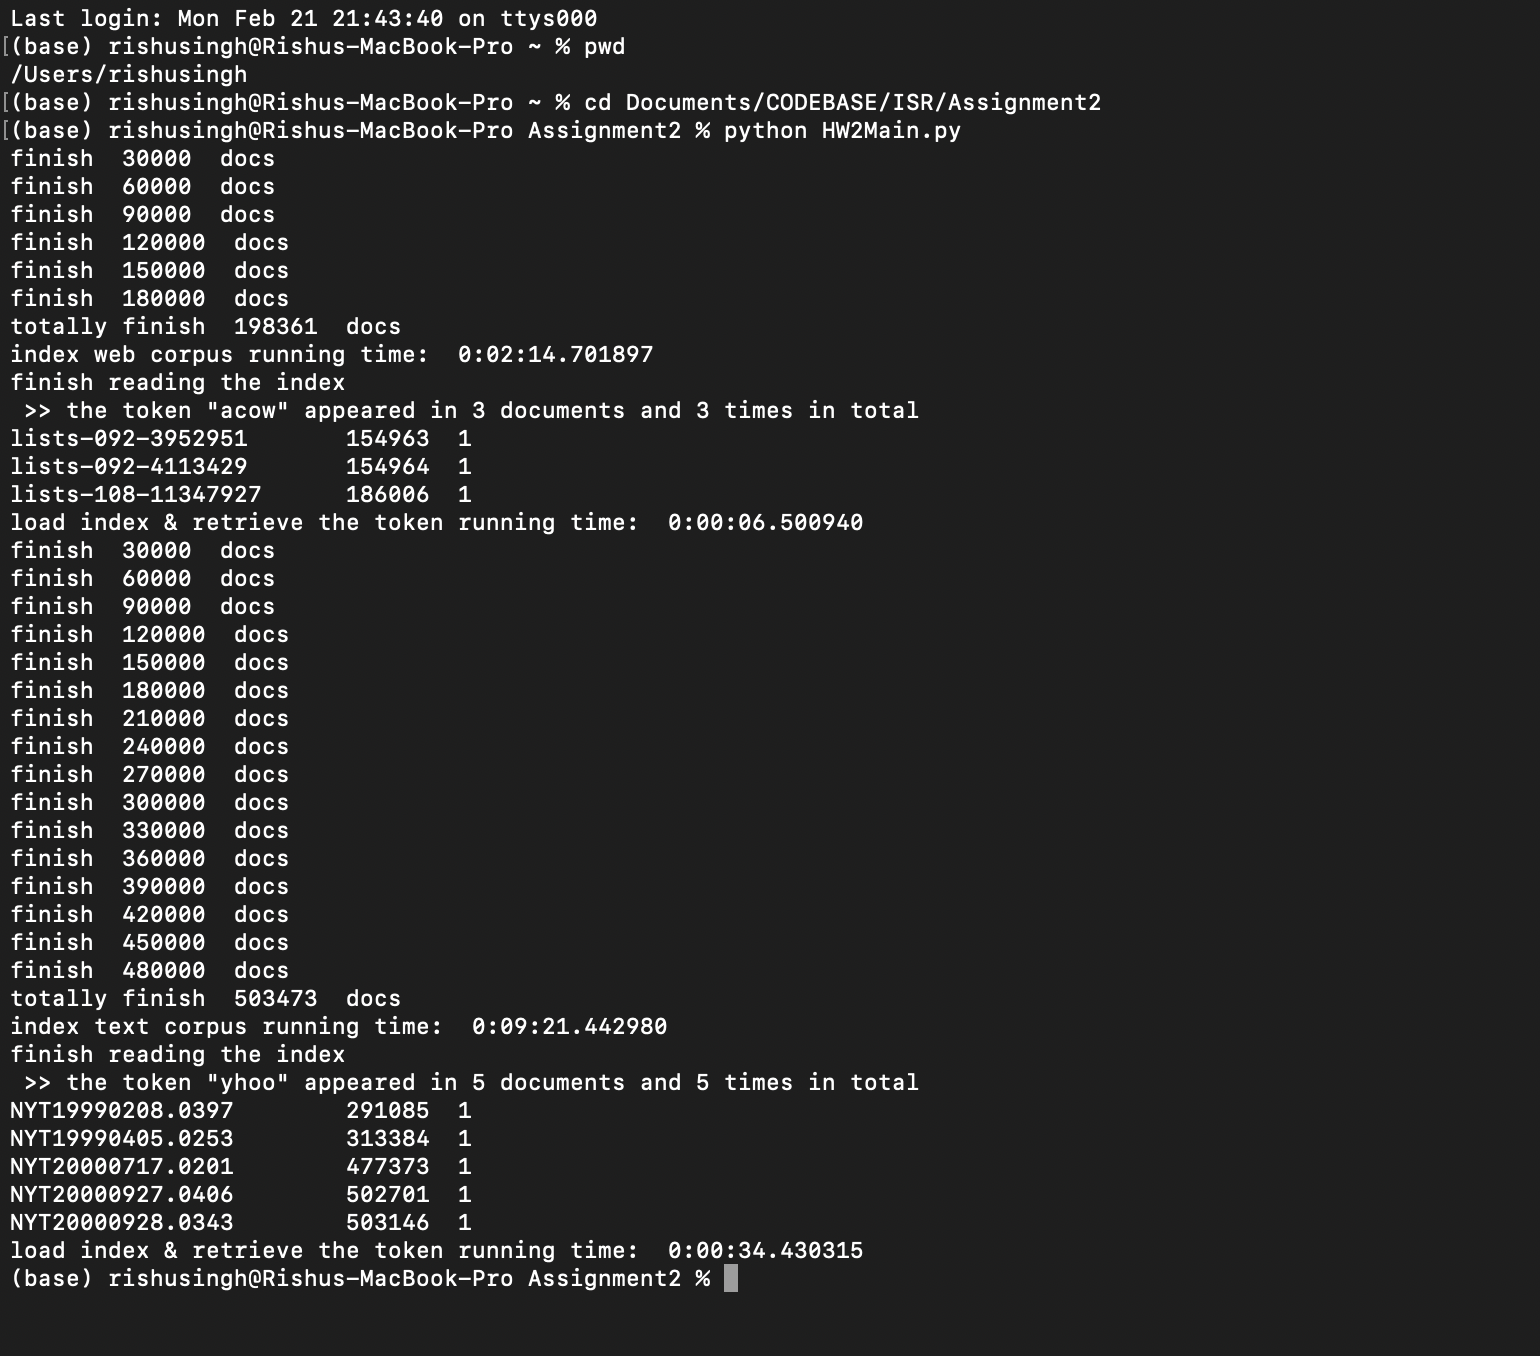 Last login: Mon Feb 21 21:43:40 on ttys000
[(base) rishusingh@Rishus-MacBook-Pro ~ % pwd
/Users/rishusingh
[(base) rishusingh@Rishus-MacBook-Pro ~ % cd Documents/CODEBASE/ISR/Assignment2
[(base) rishusingh@Rishus-MacBook-Pro Assignment2 % python HW2Main.py
finish  30000  docs
finish  60000  docs
finish  90000  docs
finish  120000  docs
finish  150000  docs
finish  180000  docs
totally finish  198361  docs
index web corpus running time:  0:02:14.701897
finish reading the index
 >> the token "acow" appeared in 3 documents and 3 times in total
lists-092-3952951       154963  1
lists-092-4113429       154964  1
lists-108-11347927      186006  1
load index & retrieve the token running time:  0:00:06.500940
finish  30000  docs
finish  60000  docs
finish  90000  docs
finish  120000  docs
finish  150000  docs
finish  180000  docs
finish  210000  docs
finish  240000  docs
finish  270000  docs
finish  300000  docs
finish  330000  docs
finish  360000  docs
finish  390000  docs
finish  420000  docs
finish  450000  docs
finish  480000  docs
totally finish  503473  docs
index text corpus running time:  0:09:21.442980
finish reading the index
 >> the token "yhoo" appeared in 5 documents and 5 times in total
NYT19990208.0397        291085  1
NYT19990405.0253        313384  1
NYT20000717.0201        477373  1
NYT20000927.0406        502701  1
NYT20000928.0343        503146  1
load index & retrieve the token running time:  0:00:34.430315
(base) rishusingh@Rishus-MacBook-Pro Assignment2 %